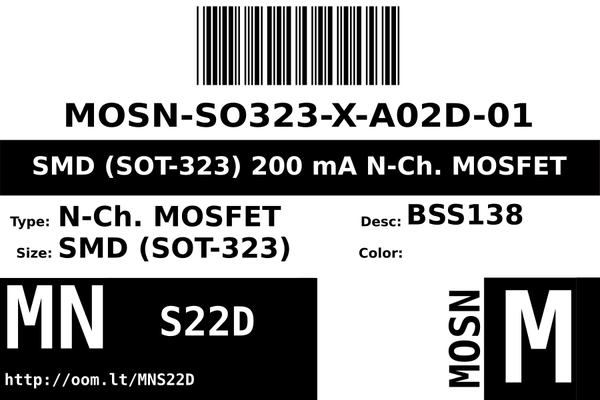 MOSN-SO323-X-A02D-01
SMD (SOT-323) 200 mA N-Ch. MOSFET
Type: N-Ch. MOSFET
Desc: BSS138
Size: SMD (SOT-323)
Color:
MN
S22D
http://oom.lt/MNS22D
MOSN
M